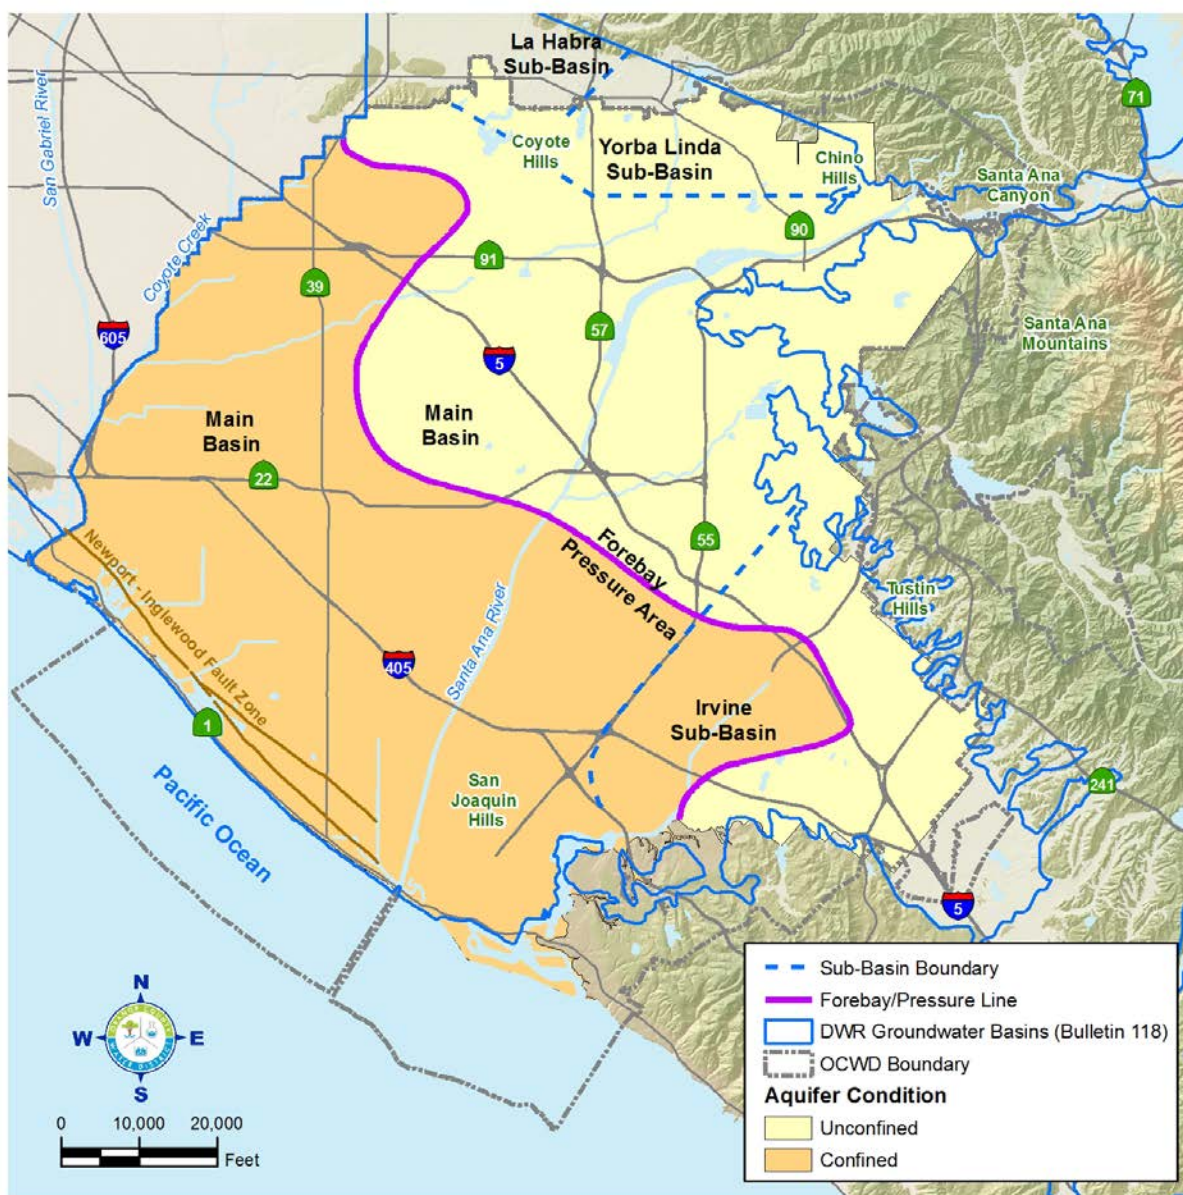 La Habra
Sub-Basin
San Gabriel River
71
Coyote
Hills
Yorba Linda
Sub-Basin
Chino
Hills
Santa Ana
Canyon
Coyote Creek
90
91
39
57
605
5
Santa Ana
Mountains
Main
Basin
Main
Basin
22
55
Forebay
Pressure Area
Newport - Inglewood Fault Zone
Tustin
Hills
Santa Ana River
405
Irvine
Sub-Basin
1
San
Joaquin
Hills
241
Pacific Ocean
5
N
W
E
S
ORANGE COUNTY
WATER DISTRICT
0
10,000
20,000
Feet
Sub-Basin Boundary
Forebay/Pressure Line
DWR Groundwater Basins (Bulletin 118)
OCWD Boundary
Aquifer Condition
Unconfined
Confined